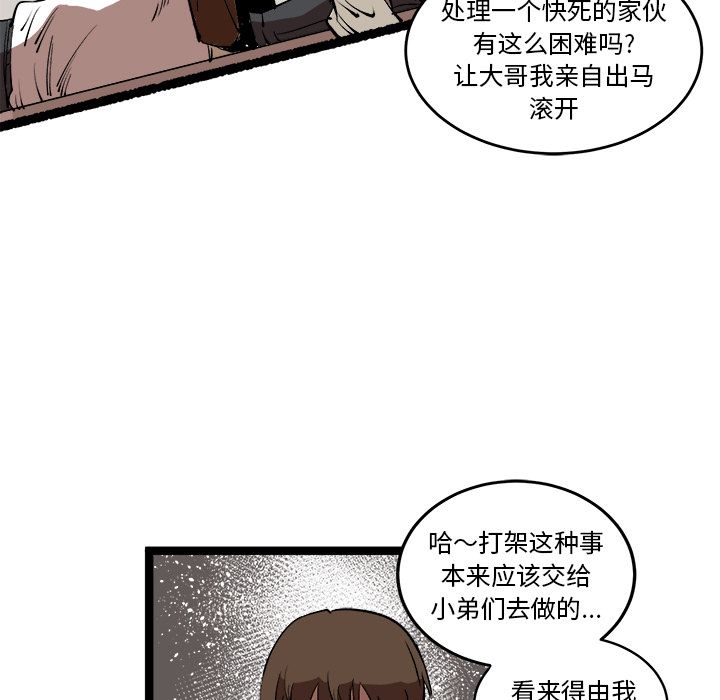 处理一个快死的家伙
有这么困难吗?
让大哥我亲自出马
滚开
哈～打架这种事
本来应该交给
小弟们去做的...
看来得由我